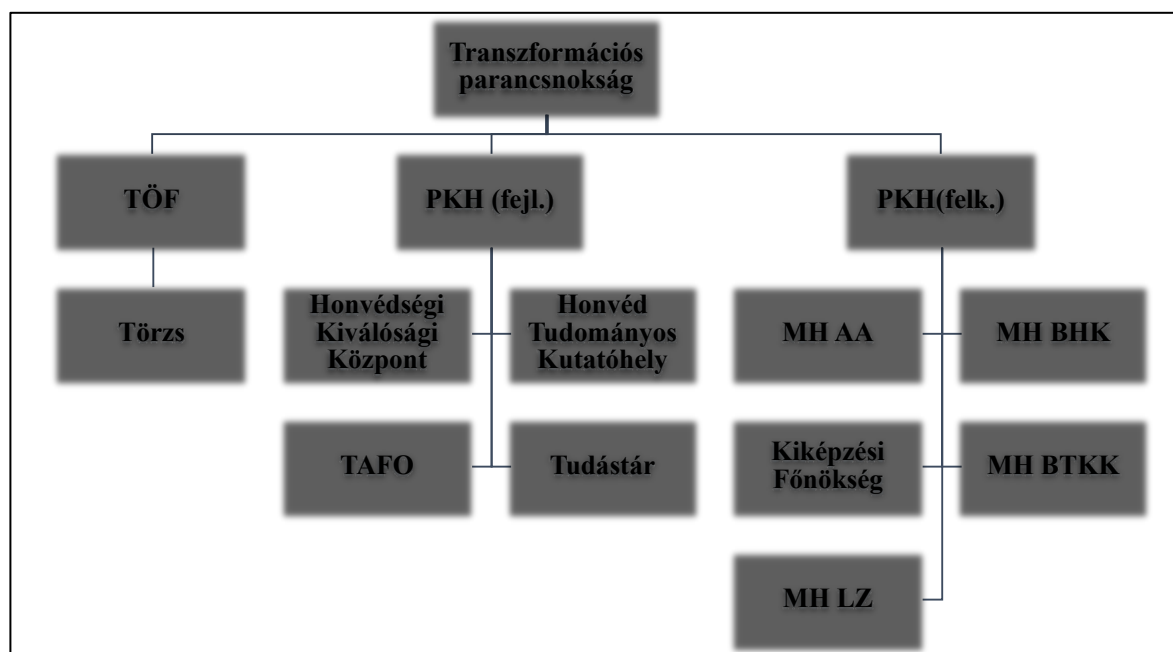 Transzformációs
parancsnokság
TÖF
PKH (fejl.)
PKH(felk.)
Törzs
Honvédségi
Kiválósági
Központ
Honvéd
Tudományos
Kutatóhely
MH AA
MH BHK
TAFO
Tudástár
Kiképzési
Főnökség
MH BTKK
MH LZ